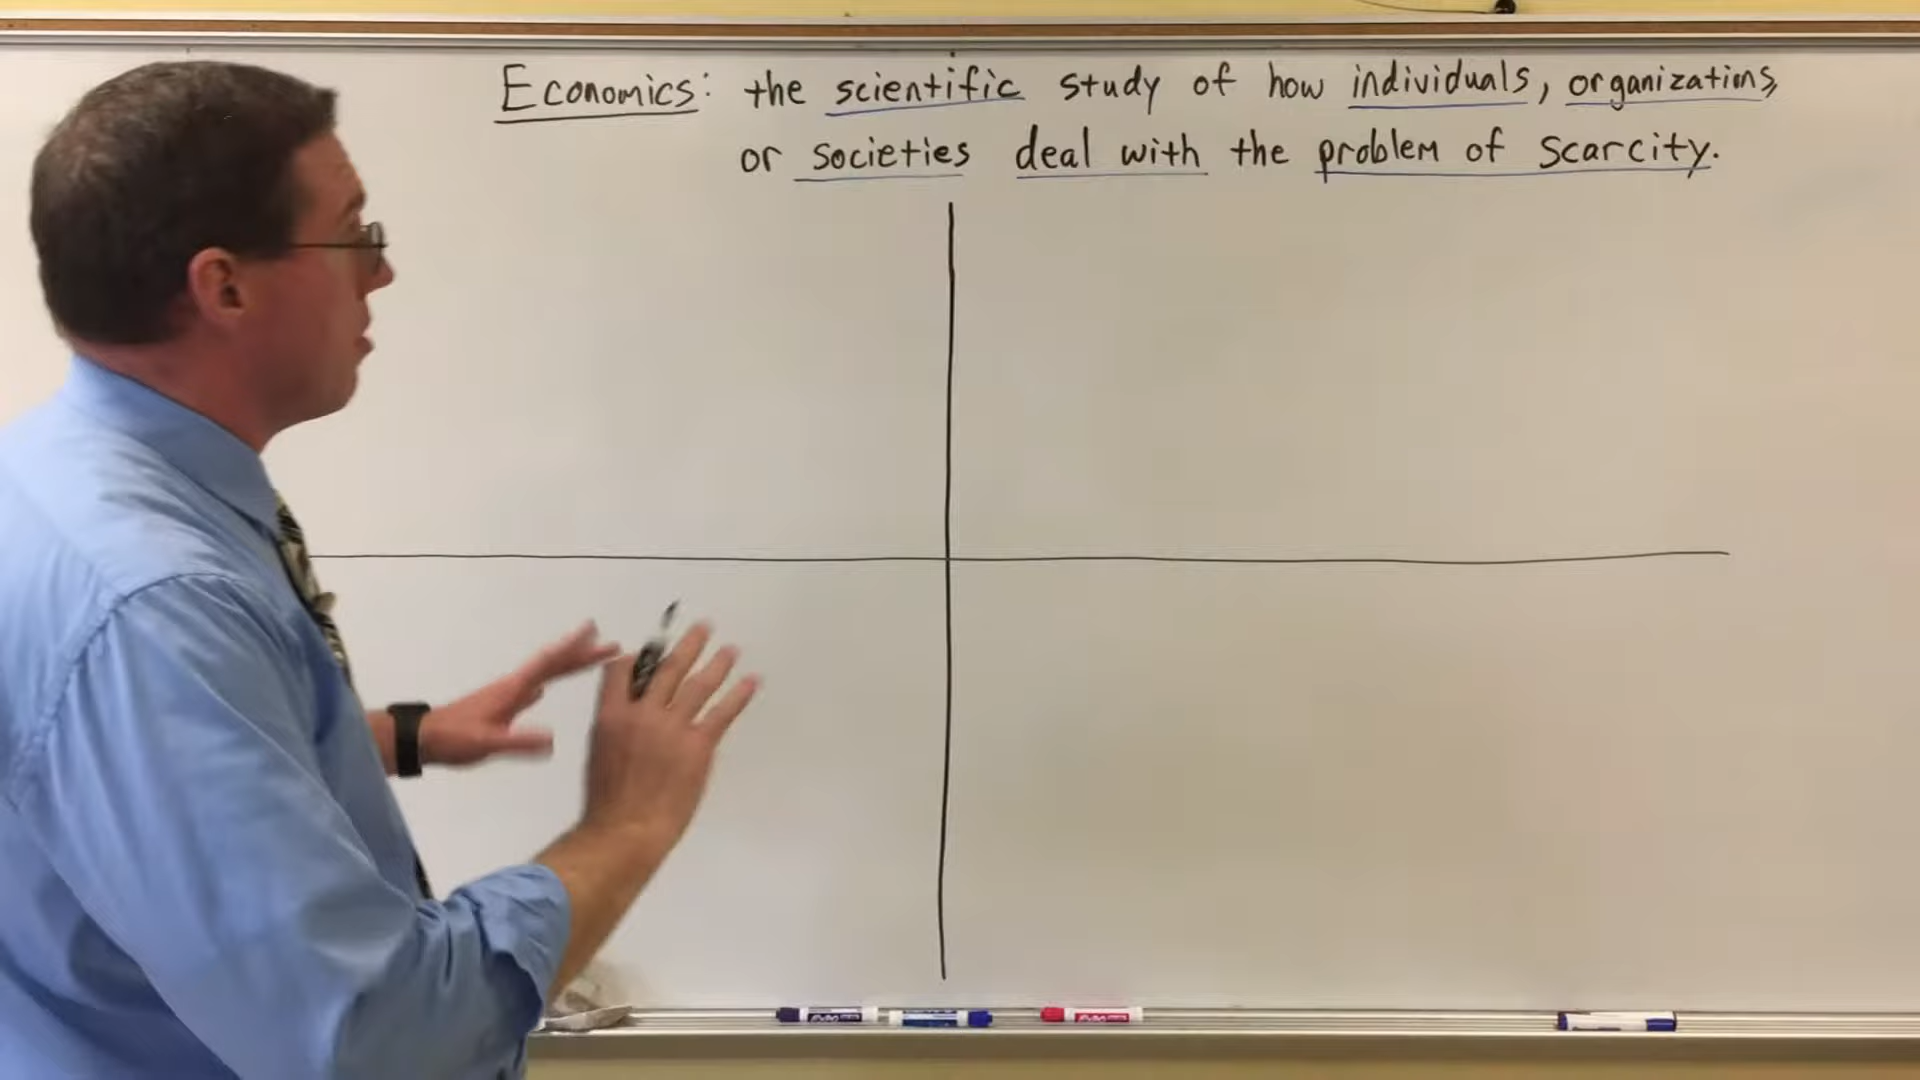 Economics: the scientific study of how individuals, organizations,
or societies deal with the problem of scarcity.